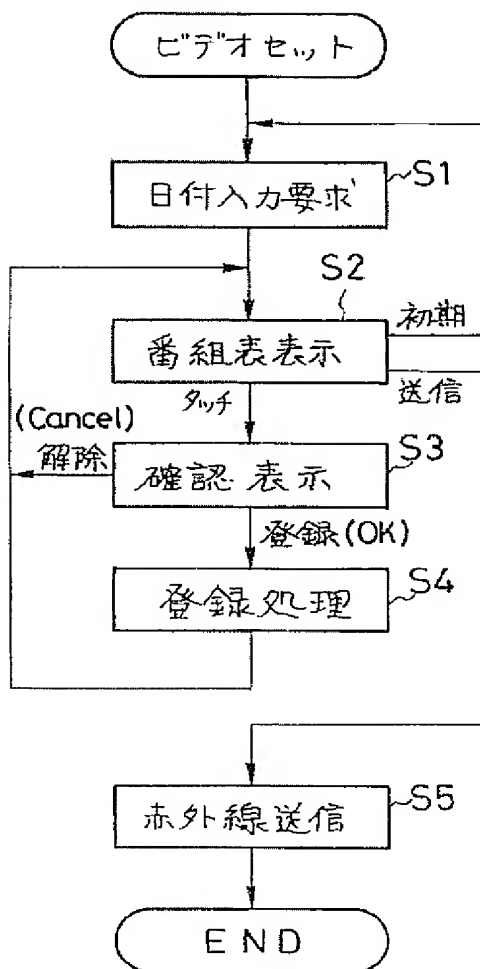 ビデオセット
日付入力要求
S1
S2
番組表表示
初期
送信
タッチ
(Cancel)
解除
確認表示
S3
登録(OK)
登録処理
S4
赤外線送信
S5
END